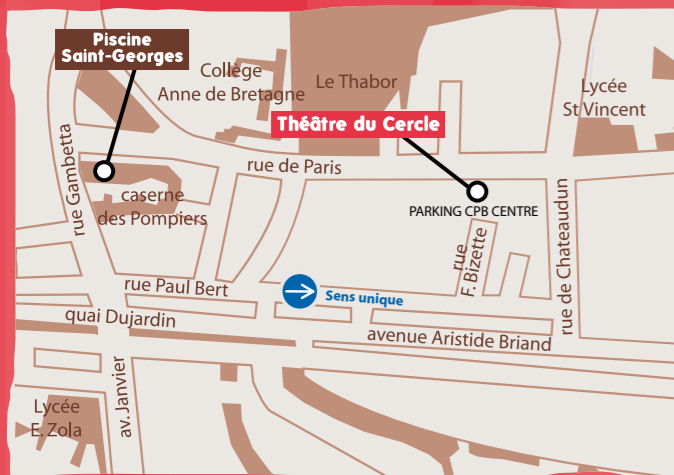 Piscine
Saint-Georges
Collège
Anne de Bretagne
Le Thabor
Lycée
St Vincent
Théâtre du Cercle
rue de Paris
rue Gambetta
caserne
des Pompiers
PARKING CPB CENTRE
rue
F. Bizette
rue de Chateaudun
rue Paul Bert
Sens unique
quai Dujardin
avenue Aristide Briand
av. Janvier
Lycée
E. Zola